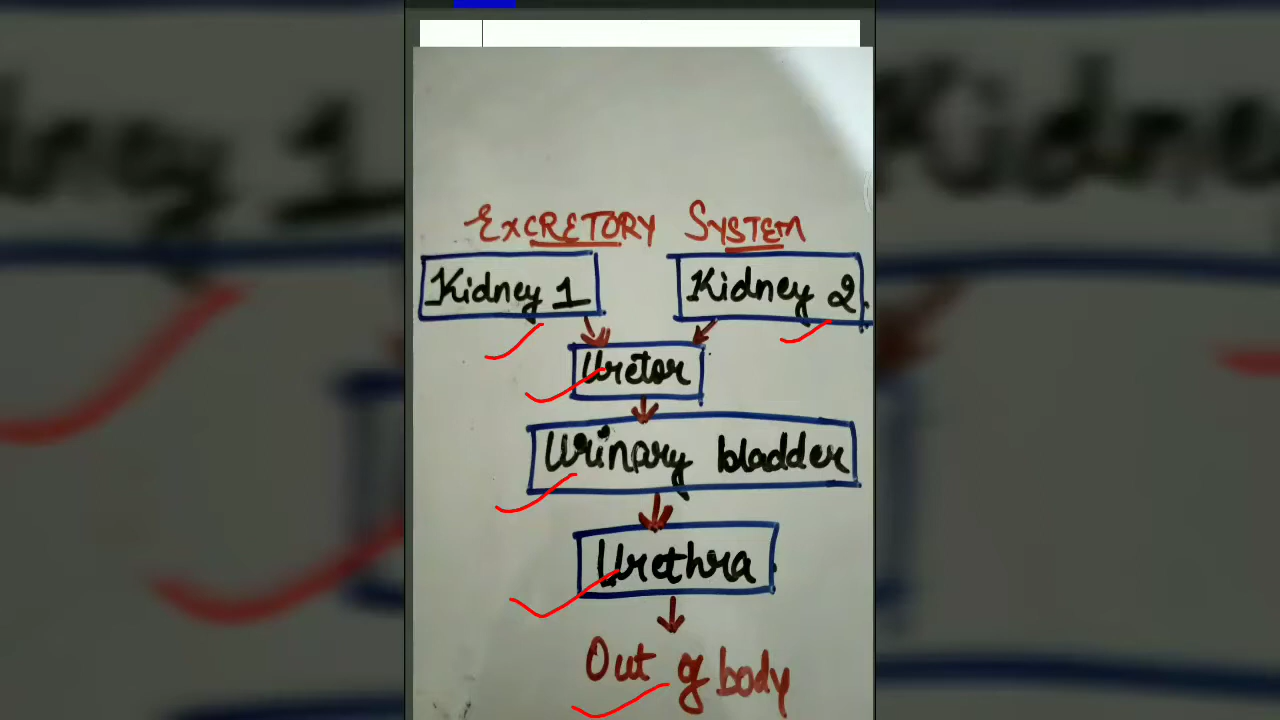 EXCRETORY SYSTEM
Kidney 1 Kidney 2.
Uretor
Urinary bladder
Urethra
Out of body